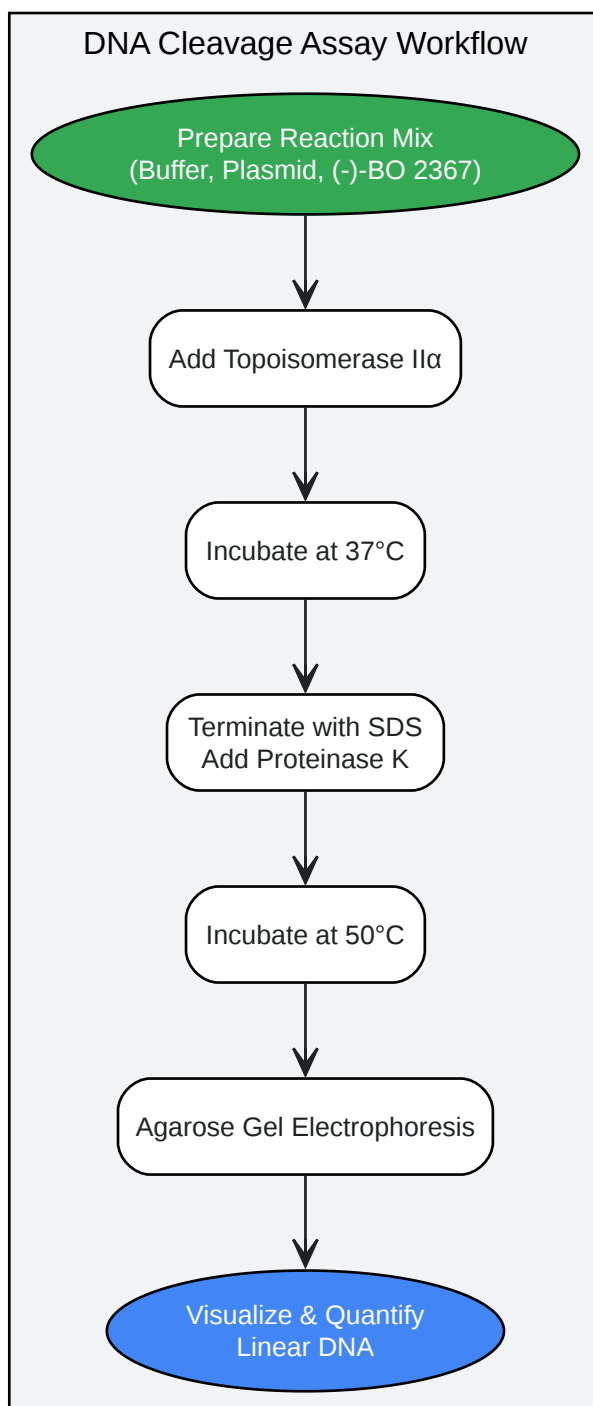 DNA Cleavage Assay Workflow
Prepare Reaction Mix
(Buffer, Plasmid, (-)-BO 2367)
Add Topoisomerase IIα
Incubate at 37°C
Terminate with SDS
Add Proteinase K
Incubate at 50°C
Agarose Gel Electrophoresis
Visualize & Quantify
Linear DNA